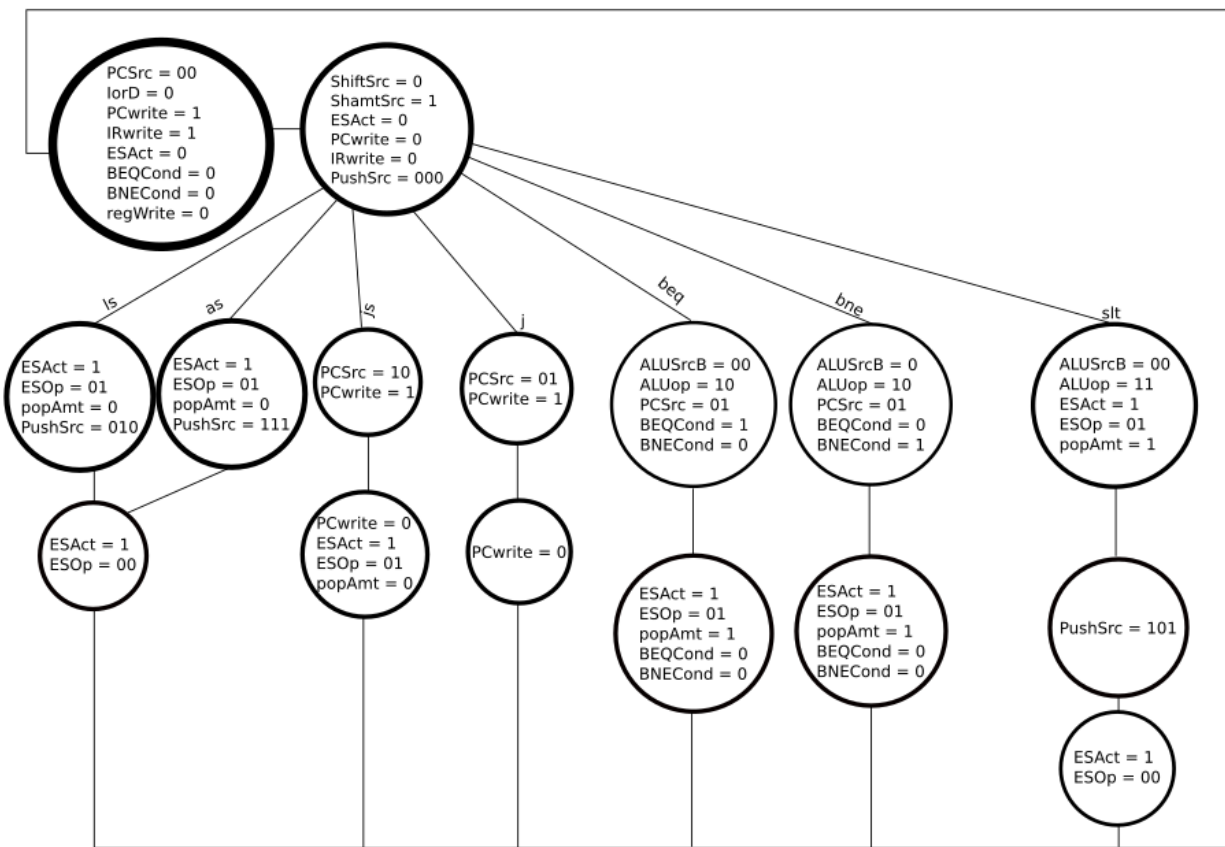 PCSrc = 00
IorD = 0
PCwrite = 1
IRwrite = 1
ESAct = 0
BEQCond = 0
BNECond = 0
regWrite = 0
ShiftSrc = 0
ShamtSrc = 1
ESAct = 0
PCwrite = 0
IRwrite = 0
PushSrc = 000
ls
as
js
j
beq
bne
slt
ESAct = 1
ESOp = 01
popAmt = 0
PushSrc = 010
ESAct = 1
ESOp = 01
popAmt = 0
PushSrc = 111
PCSrc = 10
PCwrite = 1
PCSrc = 01
PCwrite = 1
ALUSrcB = 00
ALUop = 10
PCSrc = 01
BEQCond = 1
BNECond = 0
ALUSrcB = 0
ALUop = 10
PCSrc = 01
BEQCond = 0
BNECond = 1
ALUSrcB = 00
ALUop = 11
ESAct = 1
ESOp = 01
popAmt = 1
ESAct = 1
ESOp = 00
PCwrite = 0
ESAct = 1
ESOp = 01
popAmt = 0
PCwrite = 0
ESAct = 1
ESOp = 01
popAmt = 1
BEQCond = 0
BNECond = 0
ESAct = 1
ESOp = 01
popAmt = 1
BEQCond = 0
BNECond = 0
PushSrc = 101
ESAct = 1
ESOp = 00